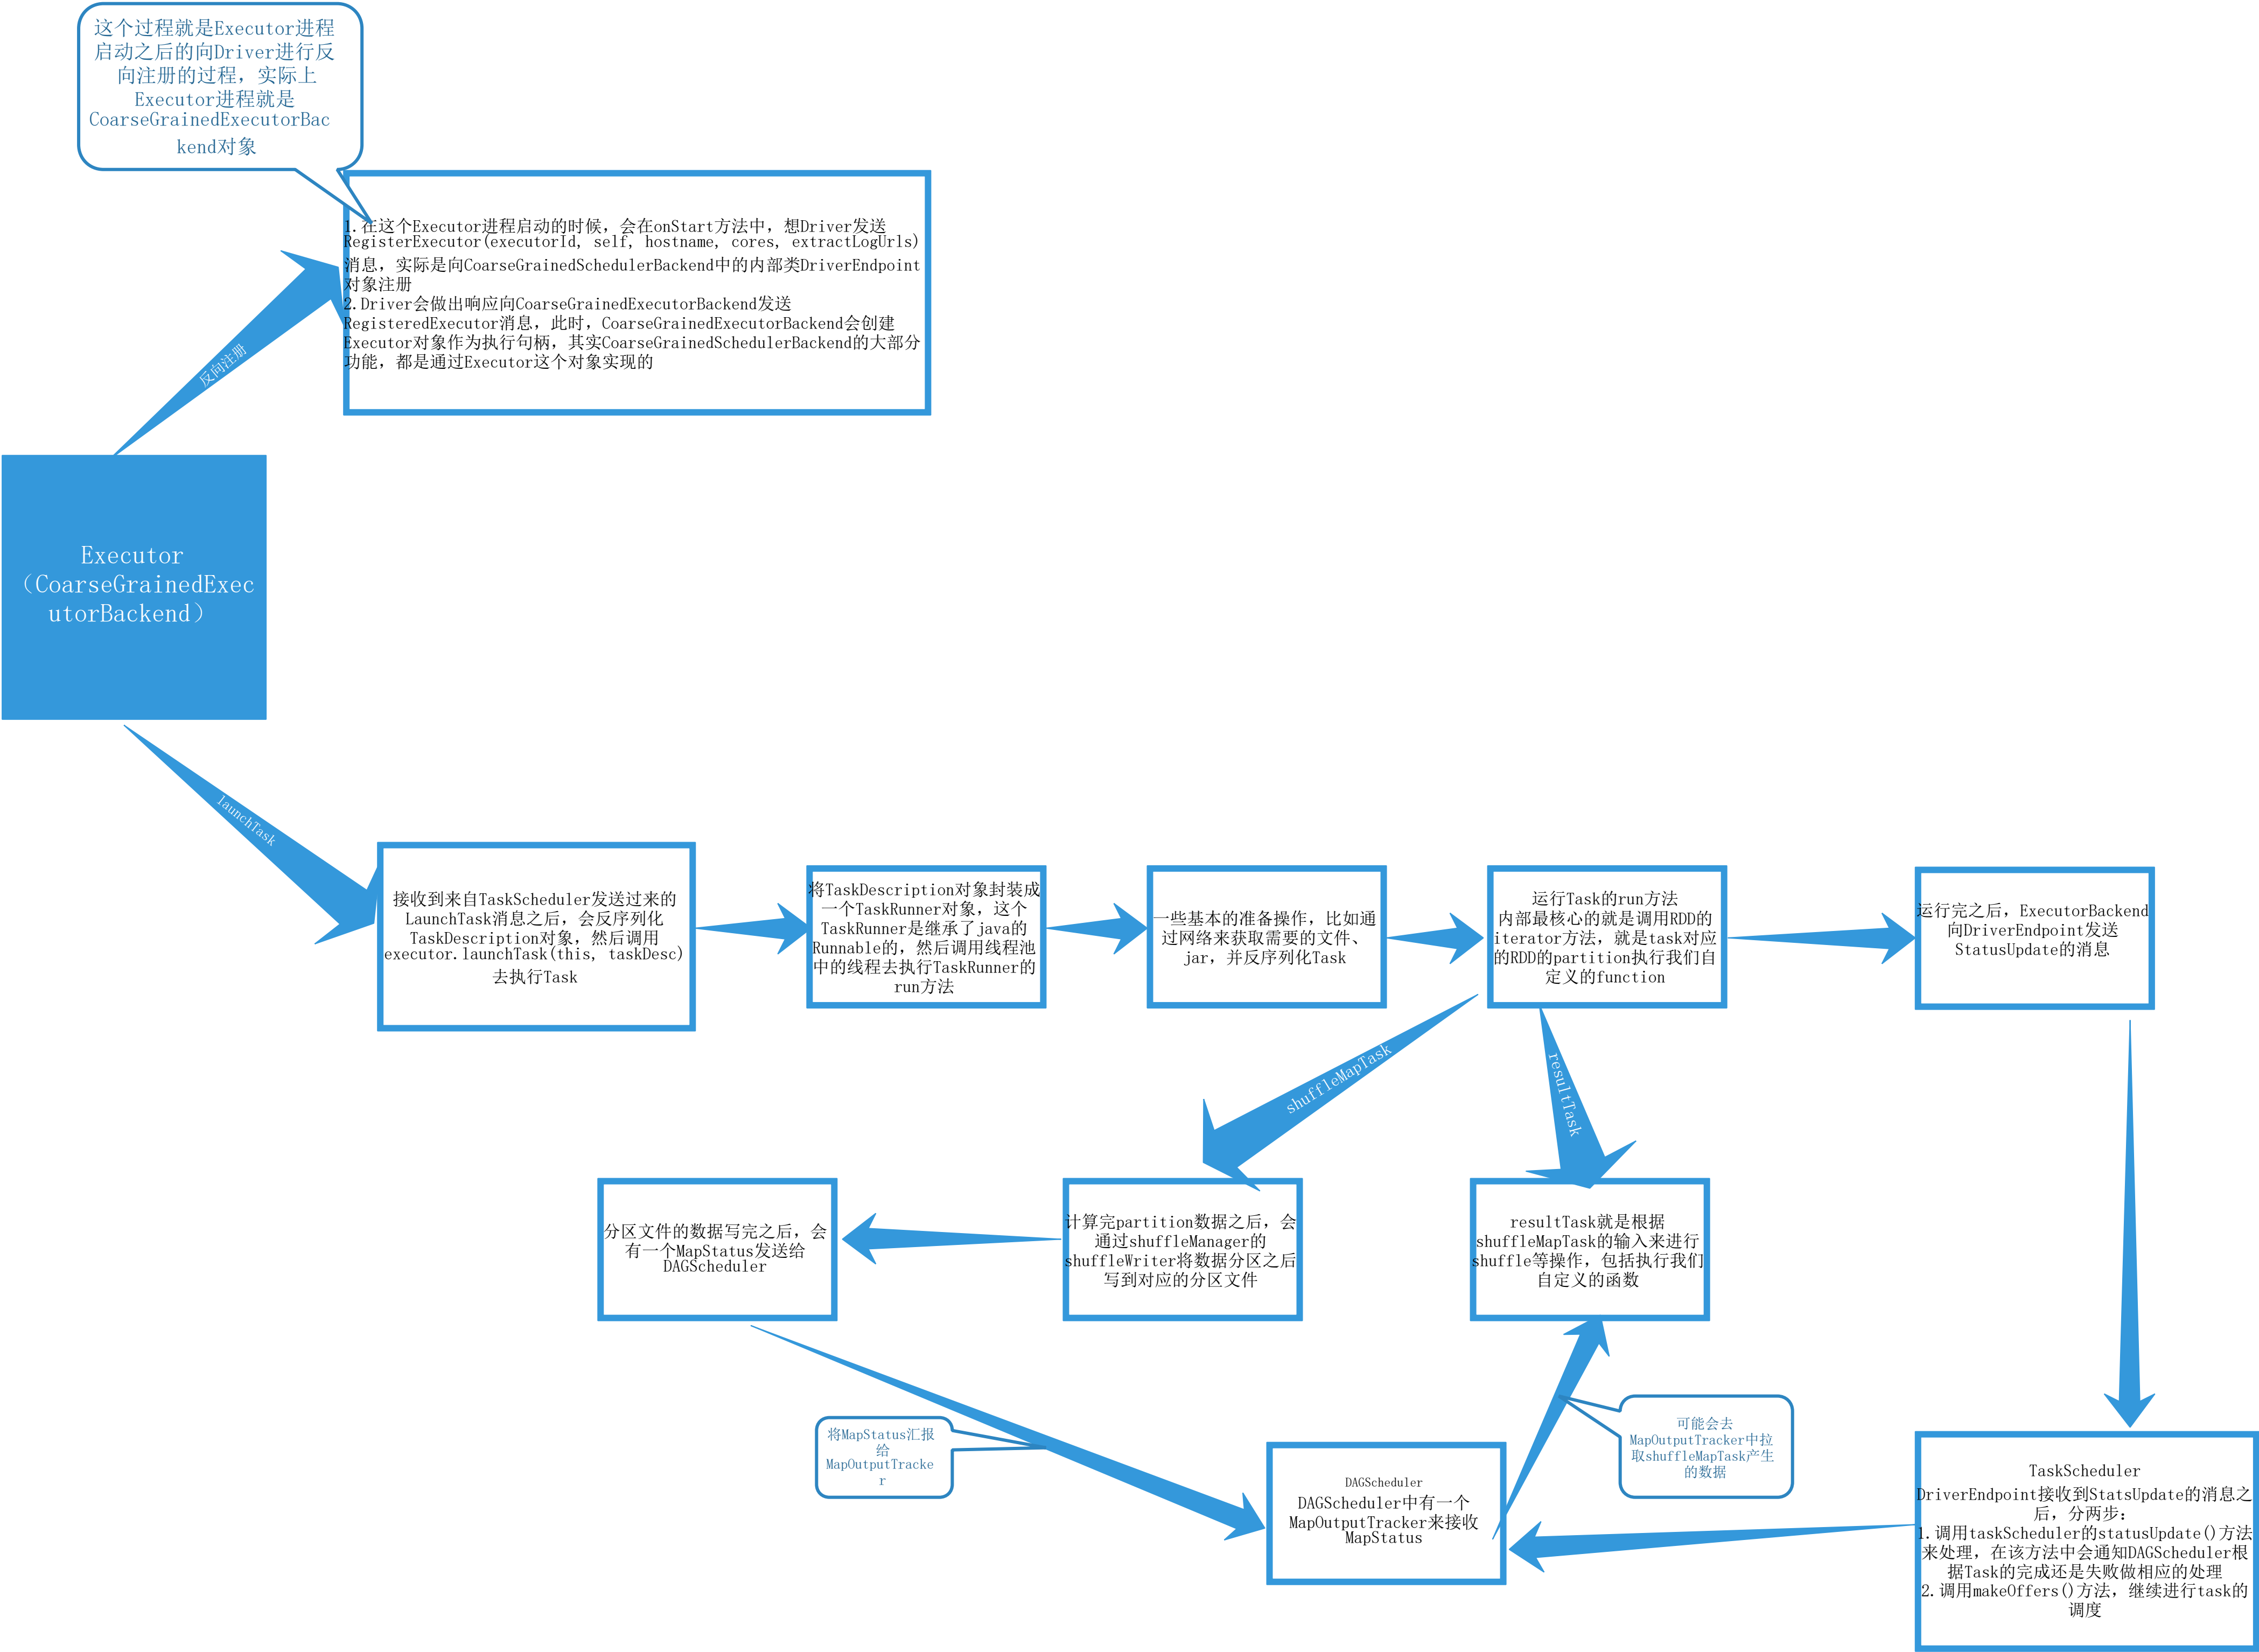 这个过程就是Executor进程
启动之后的向Driver进行反
向注册的过程，实际上
Executor进程就是
CoarseGrainedExecutorBac
kend对象
1.在这个Executor进程启动的时候，会在onStart方法中，想Driver发送
RegisterExecutor(executorId, self, hostname, cores, extractLogUrls)
消息，实际是向CoarseGrainedSchedulerBackend中的内部类DriverEndpoint
对象注册
2.Driver会做出响应向CoarseGrainedExecutorBackend发送
RegisteredExecutor消息，此时，CoarseGrainedExecutorBackend会创建
Executor对象作为执行句柄，其实CoarseGrainedSchedulerBackend的大部分
功能，都是通过Executor这个对象实现的
反向注册
Executor
（CoarseGrainedExec
utorBackend）
launchTask
接收到来自TaskScheduler发送过来的
LaunchTask消息之后，会反序列化
TaskDescription对象，然后调用
executor.launchTask(this, taskDesc)
去执行Task
将TaskDescription对象封装成
一个TaskRunner对象，这个
TaskRunner是继承了java的
Runnable的，然后调用线程池
中的线程去执行TaskRunner的
run方法
一些基本的准备操作，比如通
过网络来获取需要的文件、
jar，并反序列化Task
运行Task的run方法
内部最核心的就是调用RDD的
iterator方法，就是task对应
的RDD的partition执行我们自
定义的function
运行完之后，ExecutorBackend
向DriverEndpoint发送
StatusUpdate的消息
shuffleMapTask
resultTask
分区文件的数据写完之后，会
有一个MapStatus发送给
DAGScheduler
计算完partition数据之后，会
通过shuffleManager的
shuffleWriter将数据分区之后
写到对应的分区文件
resultTask就是根据
shuffleMapTask的输入来进行
shuffle等操作，包括执行我们
自定义的函数
将MapStatus汇报
给
MapOutputTracke
r
可能会去
MapOutputTracker中拉
取shuffleMapTask产生
的数据
DAGScheduler
DAGScheduler中有一个
MapOutputTracker来接收
MapStatus
TaskScheduler
DriverEndpoint接收到StatsUpdate的消息之
后，分两步：
1.调用taskScheduler的statusUpdate()方法
来处理，在该方法中会通知DAGScheduler根
据Task的完成还是失败做相应的处理
2.调用makeOffers()方法，继续进行task的
调度